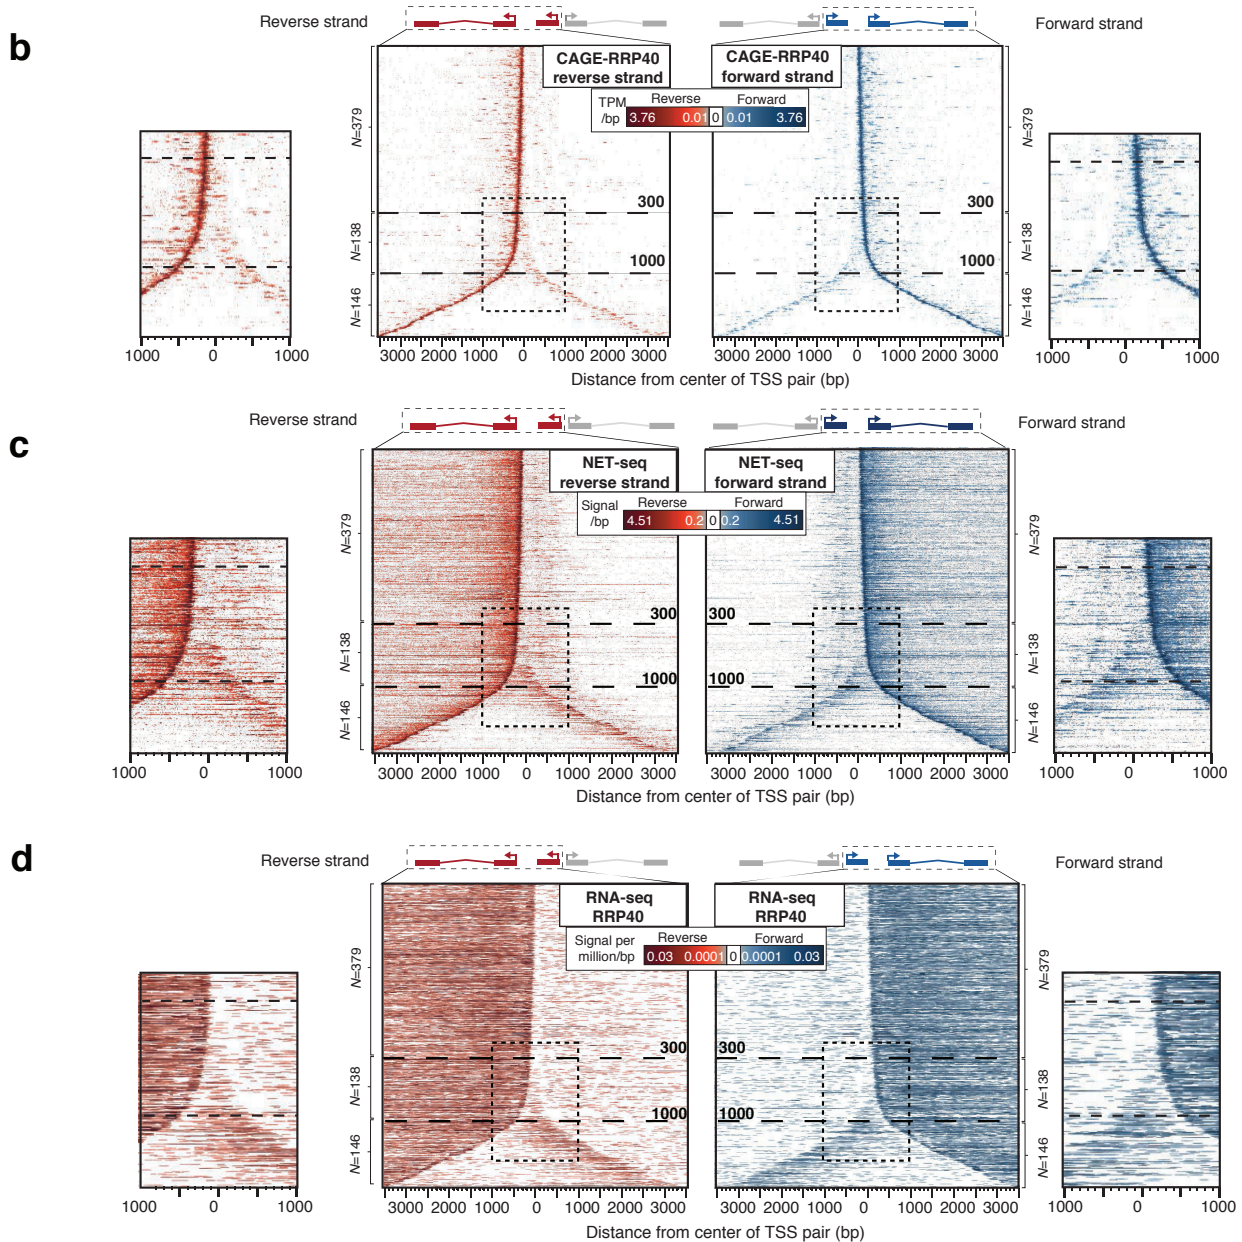 b
Reverse strand
Forward strand
CAGE-RRP40
reverse strand
CAGE-RRP40
forward strand
TPM
/bp
Reverse
Forward
3.76 0.01 0 0.01 3.76
N=379
N=138
N=146
300
1000
300
1000
N=379
N=138
N=146
1000 0 1000
3000 2000 1000 0 1000 2000 3000
3000 2000 1000 0 1000 2000 3000
1000 0 1000
Distance from center of TSS pair (bp)
c
Reverse strand
Forward strand
NET-seq
reverse strand
NET-seq
forward strand
Signal
/bp
Reverse
Forward
4.51 0.2 0 0.2 4.51
N=379
N=138
N=146
300
1000
300
1000
N=379
N=138
N=146
1000 0 1000
3000 2000 1000 0 1000 2000 3000
3000 2000 1000 0 1000 2000 3000
1000 0 1000
Distance from center of TSS pair (bp)
d
Reverse strand
Forward strand
RNA-seq
RRP40
RNA-seq
RRP40
Signal per
million/bp
Reverse
Forward
0.03 0.0001 0 0.0001 0.03
N=379
N=138
N=146
300
1000
300
1000
N=379
N=138
N=146
1000 0 1000
3000 2000 1000 0 1000 2000 3000
3000 2000 1000 0 1000 2000 3000
1000 0 1000
Distance from center of TSS pair (bp)